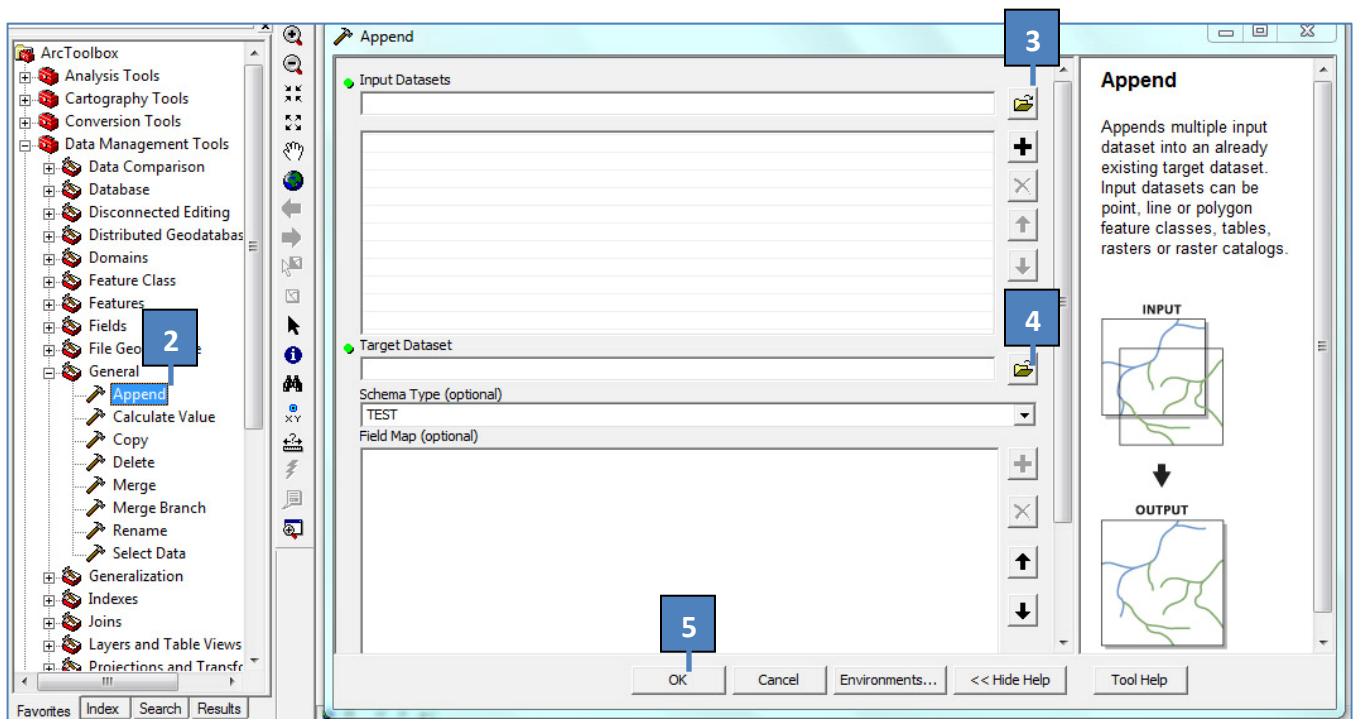 ArcToolbox
Analysis Tools
Cartography Tools
Conversion Tools
Data Management Tools
Data Comparison
Database
Disconnected Editing
Distributed Geodatabas
Domains
Feature Class
Features
Fields
2
File Geo
General
Append
Calculate Value
Copy
Delete
Merge
Merge Branch
Rename
Select Data
Generalization
Indexes
Joins
Layers and Table Views
Projections and Transfo
Favorites Index Search Results
XY
Append
3
Input Datasets
4
Target Dataset
Schema Type (optional)
TEST
Field Map (optional)
5
OK Cancel Environments... << Hide Help Tool Help
Append
Appends multiple input
dataset into an already
existing target dataset.
Input datasets can be
point, line or polygon
feature classes, tables,
rasters or raster catalogs.
INPUT
OUTPUT